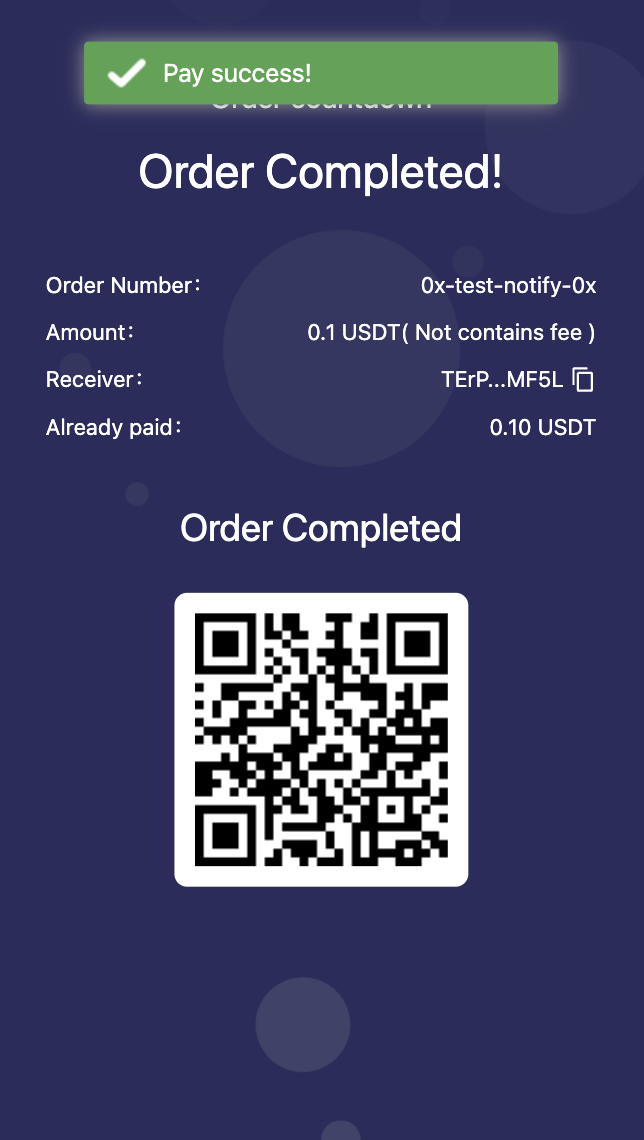 Pay success!
Order countdown
Order Completed!
Order Number: 0x-test-notify-0x
Amount: 0.1 USDT( Not contains fee )
Receiver: TErP...MF5L
Already paid: 0.10 USDT
Order Completed